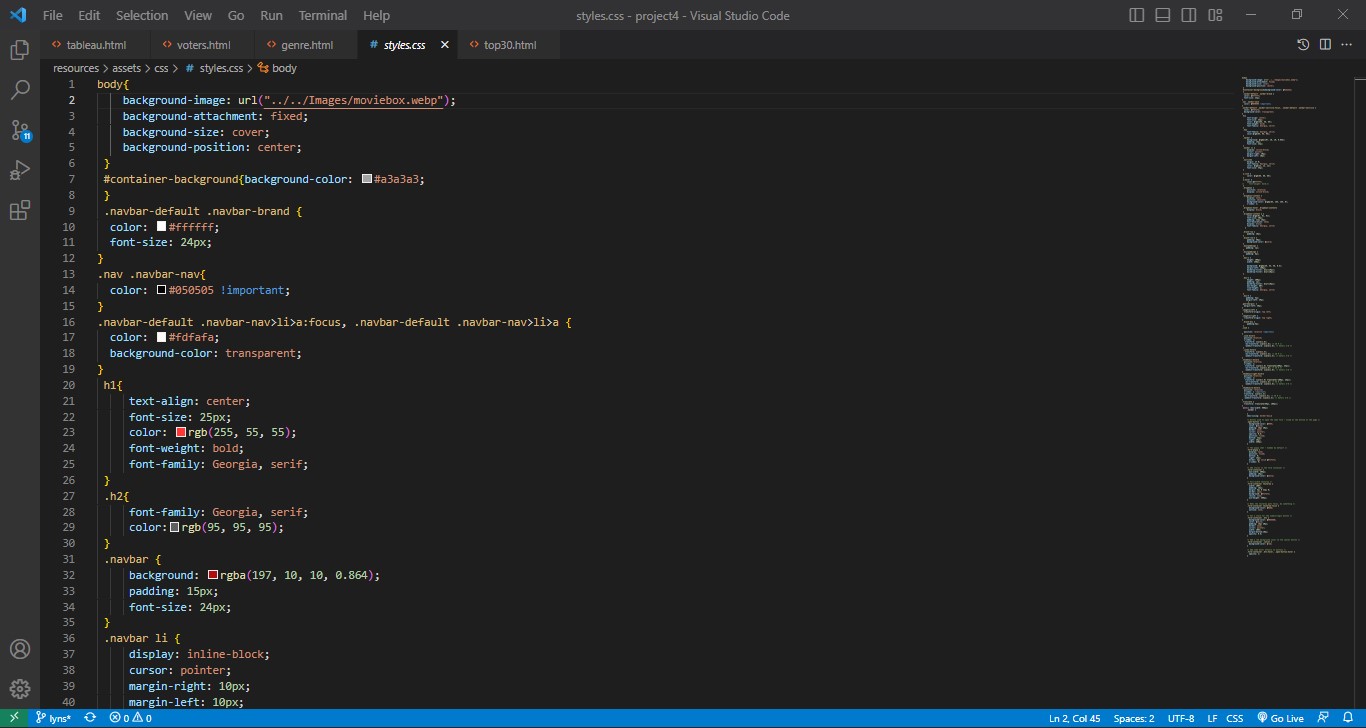 File Edit Selection View Go Run Terminal Help styles.css - project4 - Visual Studio Code
tableau.html voters.html genre.html styles.css top30.html
resources > assets > css > # styles.css > body
1 body{
2 background-image: url("../../Images/moviebox.webp");
3 background-attachment: fixed;
4 background-size: cover;
5 background-position: center;
6 }
7 #container-background{background-color: #a3a3a3;
8 }
9 .navbar-default .navbar-brand {
10 color: #ffffff;
11 font-size: 24px;
12 }
13 .nav .navbar-nav{
14 color: #050505 !important;
15 }
16 .navbar-default .navbar-nav>li>a:focus, .navbar-default .navbar-nav>li>a {
17 color: #fdfafa;
18 background-color: transparent;
19 }
20 h1{
21 text-align: center;
22 font-size: 25px;
23 color: rgb(255, 55, 55);
24 font-weight: bold;
25 font-family: Georgia, serif;
26 }
27 .h2{
28 font-family: Georgia, serif;
29 color: rgb(95, 95, 95);
30 }
31 .navbar {
32 background: rgba(197, 10, 10, 0.864);
33 padding: 15px;
34 font-size: 24px;
35 }
36 .navbar li {
37 display: inline-block;
38 cursor: pointer;
39 margin-right: 10px;
40 margin-left: 10px;
11
lyns* 0 0 Ln 2, Col 45 Spaces: 2 UTF-8 LF CSS Go Live